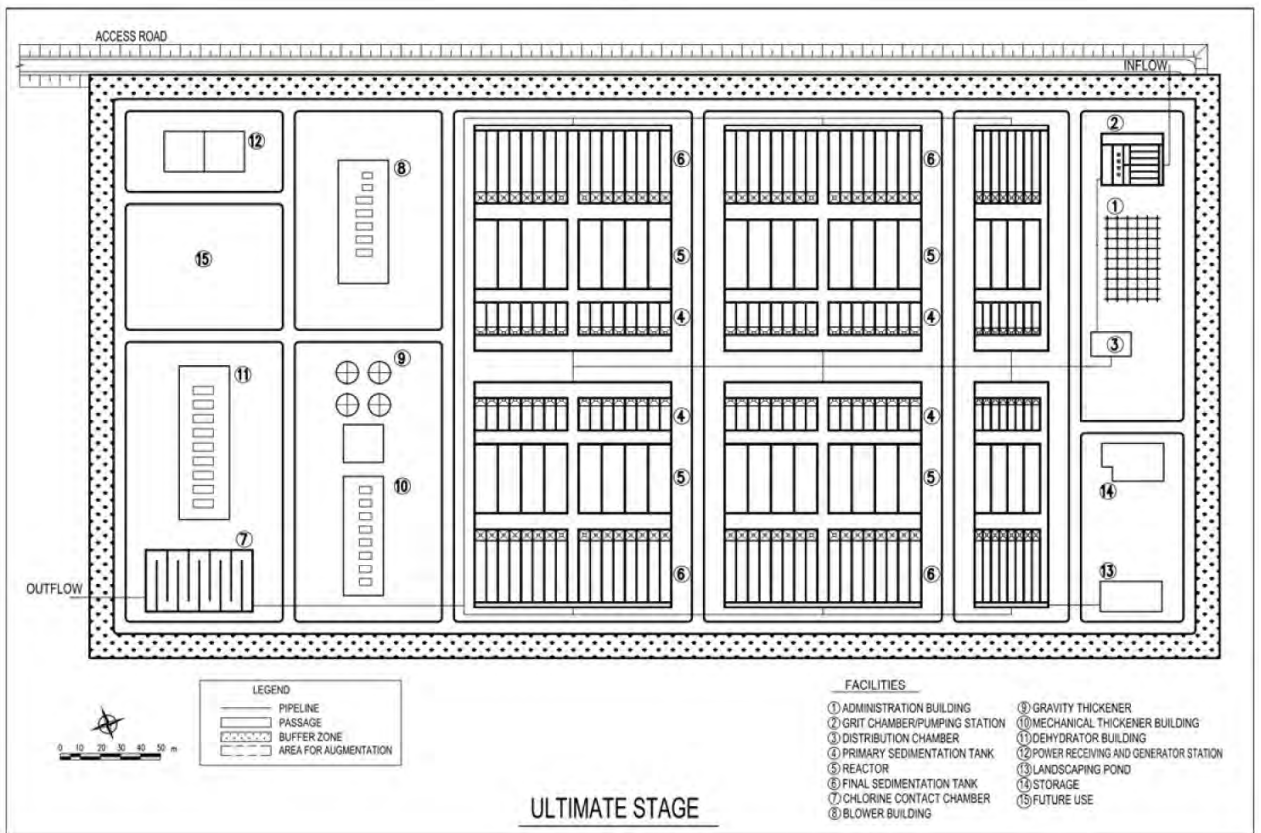 ACCESS ROAD
INFLOW
⑫
⑧
⑥
⑥
②
①
⑮
⑤
⑤
④
④
③
⑨
⑪
④
④
⑩
⑤
⑤
⑭
⑦
⑥
⑥
⑬
OUTFLOW
LEGEND
PIPELINE
PASSAGE
BUFFER ZONE
AREA FOR AUGMENTATION
0 10 20 30 40 50 m
FACILITIES
① ADMINISTRATION BUILDING
② GRIT CHAMBER/PUMPING STATION
③ DISTRIBUTION CHAMBER
④ PRIMARY SEDIMENTATION TANK
⑤ REACTOR
⑥ FINAL SEDIMENTATION TANK
⑦ CHLORINE CONTACT CHAMBER
⑧ BLOWER BUILDING
⑨ GRAVITY THICKENER
⑩ MECHANICAL THICKENER BUILDING
⑪ DEHYDRATOR BUILDING
⑫ POWER RECEIVING AND GENERATOR STATION
⑬ LANDSCAPING POND
⑭ STORAGE
⑮ FUTURE USE
ULTIMATE STAGE